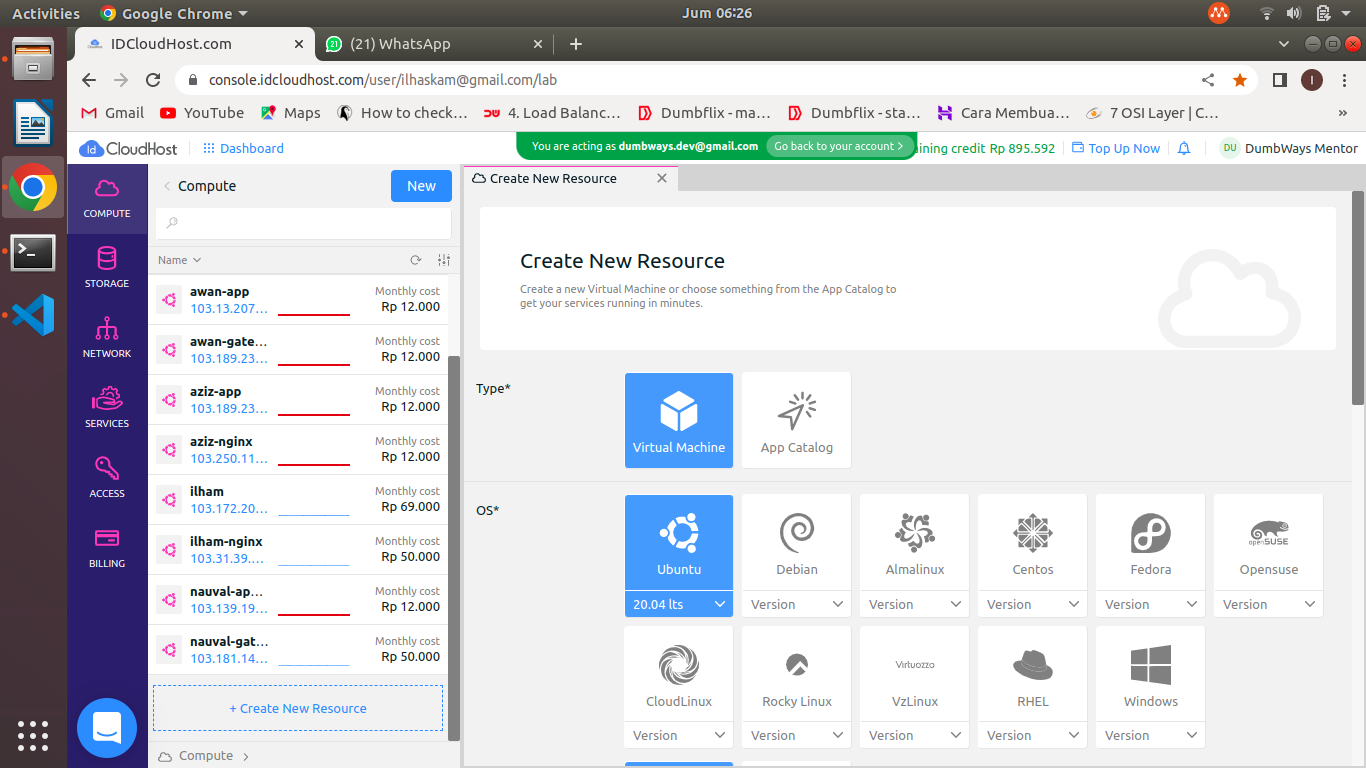 Activities
Google Chrome
Jum 06:26
IDCloudHost.com
(21) WhatsApp
console.idcloudhost.com/user/ilhaskam@gmail.com/lab
I
Gmail
YouTube
Maps
How to check…
4. Load Balanc…
Dumbflix - ma…
Dumbflix - sta…
Cara Membua…
7 OSI Layer | C…
»
Id CloudHost
Dashboard
You are acting as dumbways.dev@gmail.com
Go back to your account >
ining credit Rp 895.592
Top Up Now
DU
DumbWays Mentor
COMPUTE
STORAGE
NETWORK
SERVICES
ACCESS
BILLING
Compute
New
Name
awan-app
103.13.207…
Monthly cost
Rp 12.000
awan-gate…
103.189.23…
Monthly cost
Rp 12.000
aziz-app
103.189.23…
Monthly cost
Rp 12.000
aziz-nginx
103.250.11…
Monthly cost
Rp 12.000
ilham
103.172.20…
Monthly cost
Rp 69.000
ilham-nginx
103.31.39.…
Monthly cost
Rp 50.000
nauval-ap…
103.139.19…
Monthly cost
Rp 12.000
nauval-gat…
103.181.14…
Monthly cost
Rp 50.000
+ Create New Resource
Compute
Create New Resource
Create New Resource
Create a new Virtual Machine or choose something from the App Catalog to
get your services running in minutes.
Type*
Virtual Machine
App Catalog
OS*
Ubuntu
Debian
Almalinux
Centos
Fedora
openSUSE
Opensuse
20.04 lts
Version
Version
Version
Version
Version
Virtuozzo
CloudLinux
Rocky Linux
VzLinux
RHEL
Windows
Version
Version
Version
Version
Version